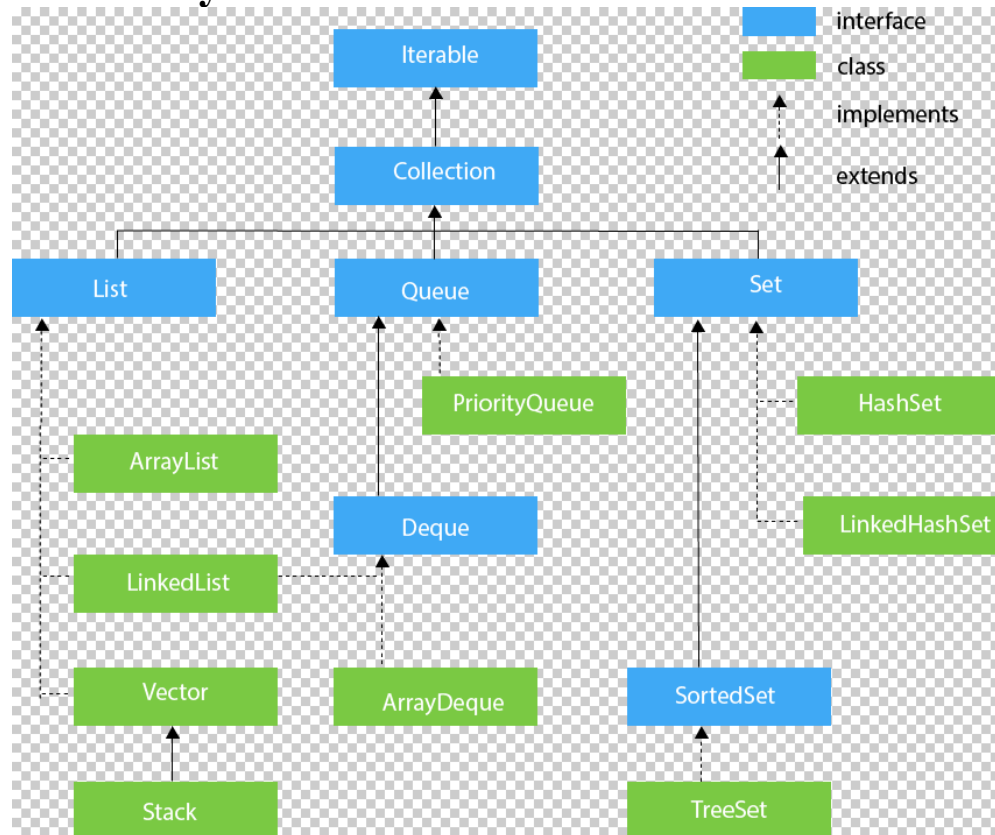 interface
Iterable
class
implements
Collection
extends
List
Queue
Set
PriorityQueue
HashSet
ArrayList
Deque
LinkedHashSet
LinkedList
Vector
ArrayDeque
SortedSet
Stack
TreeSet